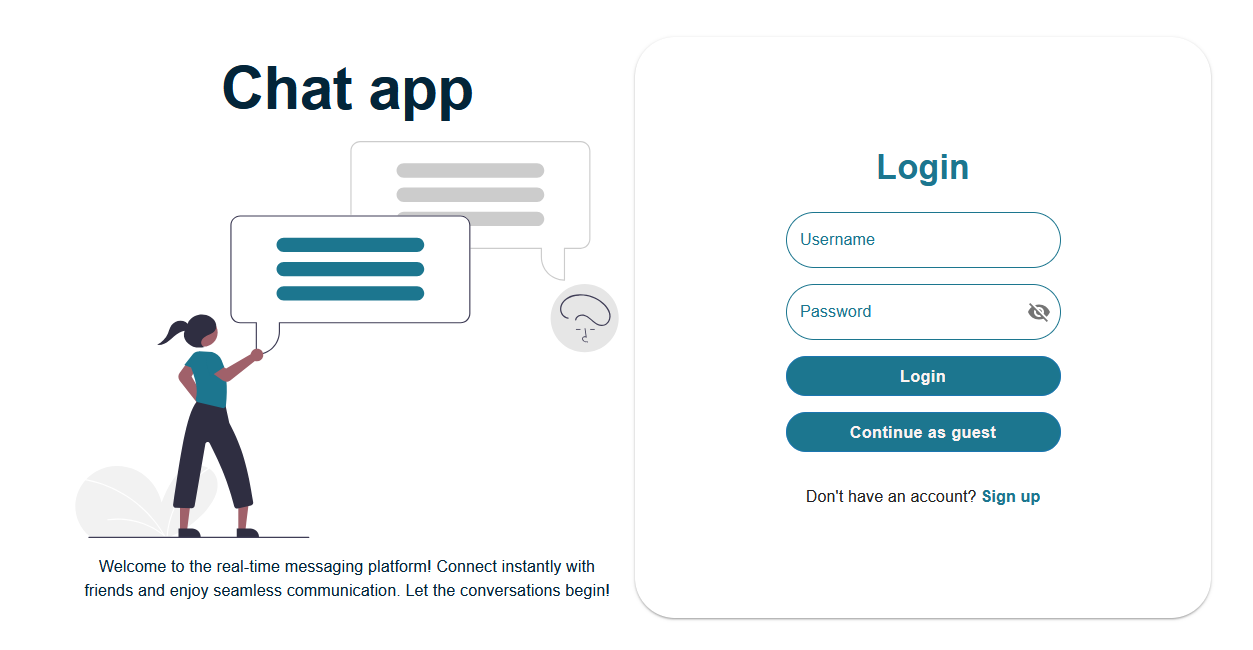 Chat app
Welcome to the real-time messaging platform! Connect instantly with
friends and enjoy seamless communication. Let the conversations begin!
Login
Username
Password
Login
Continue as guest
Don't have an account? Sign up